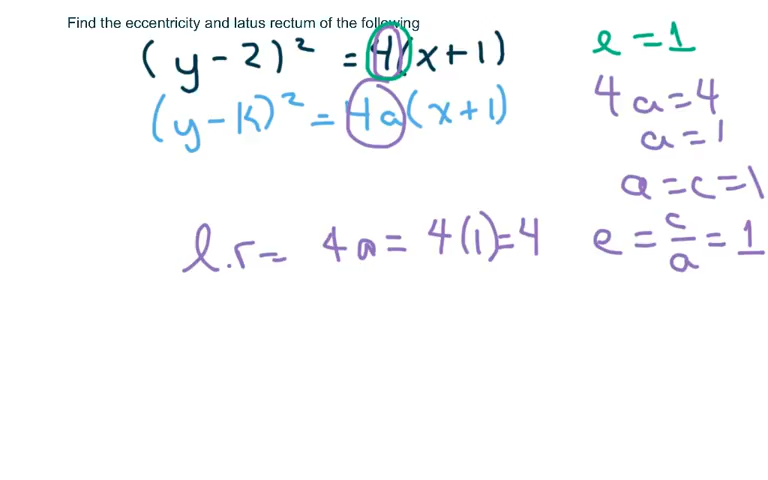 Find the eccentricity and latus rectum of the following
(y-2)² = 4(x+1)
(y-k)² = 4a(x+1)
e = 1
4a = 4
a = 1
a = c = 1
l.r = 4a = 4(1) = 4
e = c/a = 1